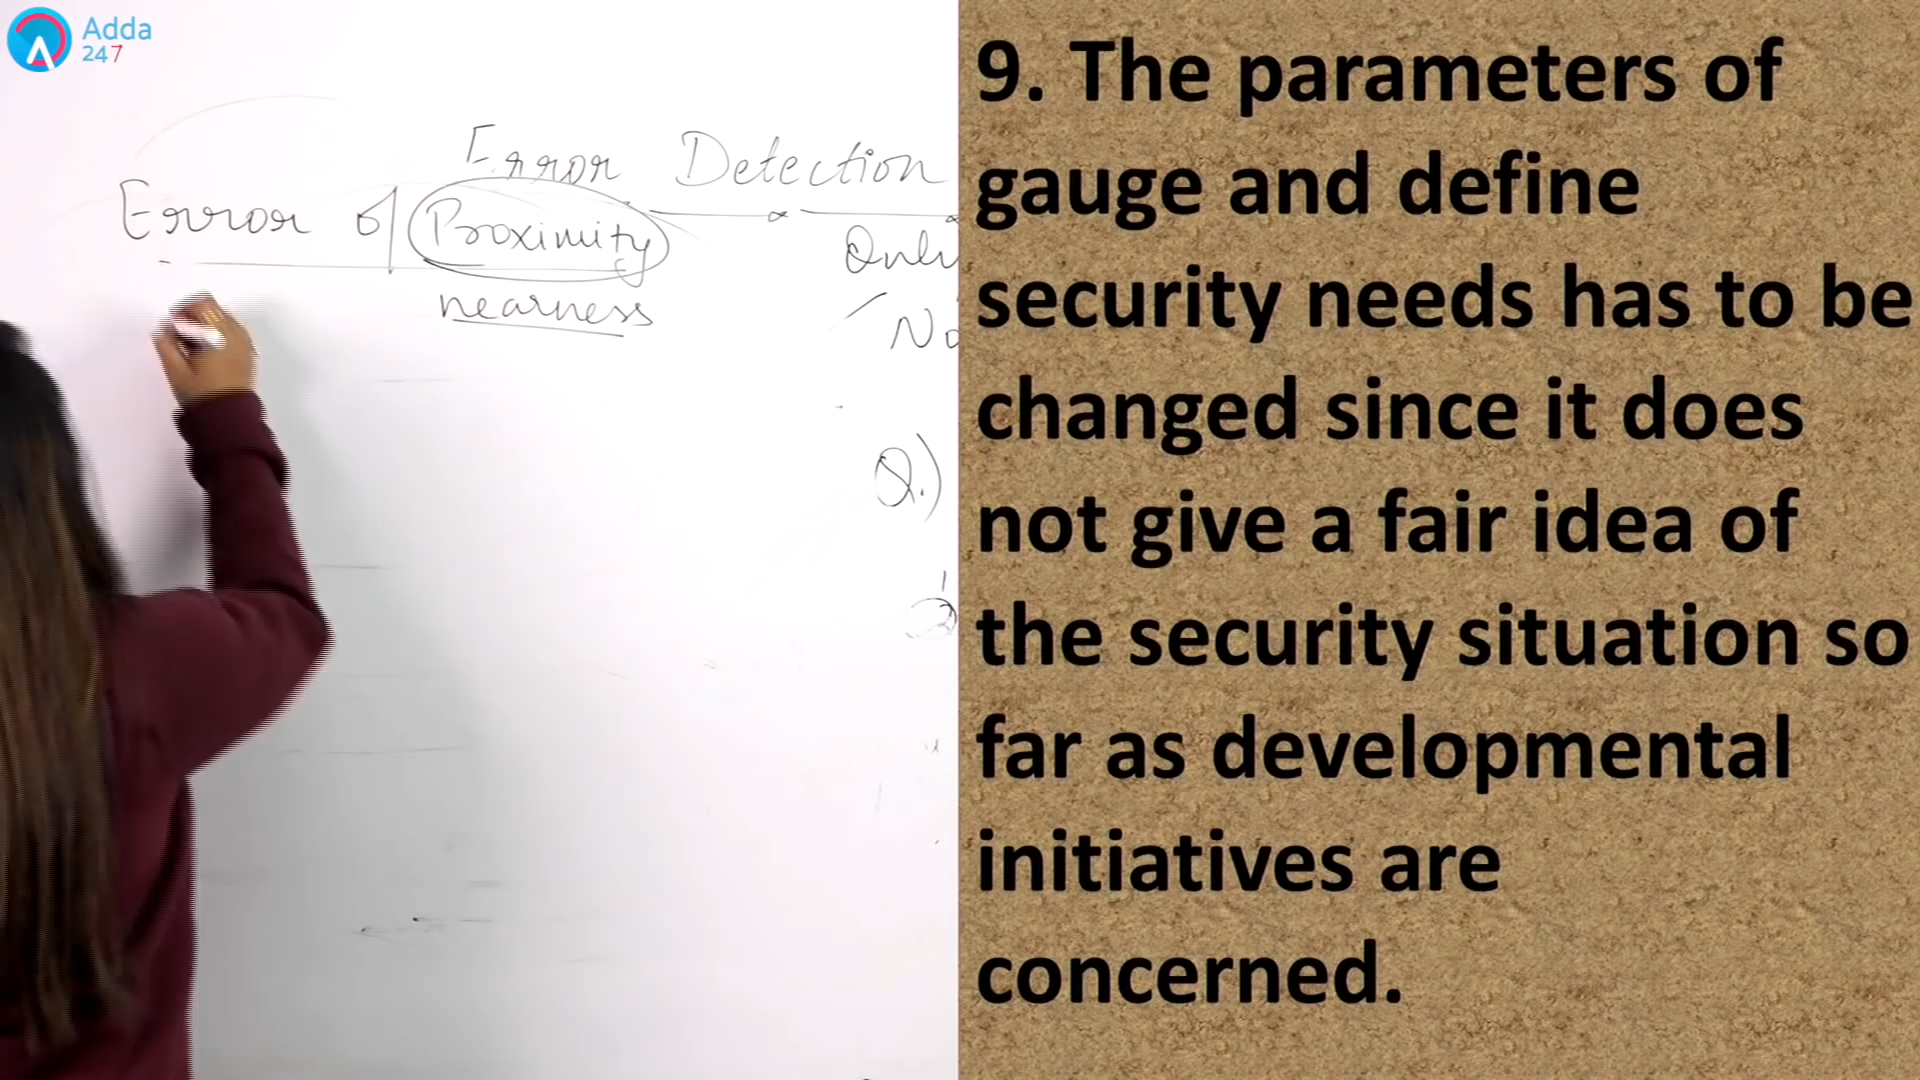 Adda
247
Error Detection
Error of Proximity
nearness
Q.)
2
9. The parameters of
gauge and define
security needs has to be
changed since it does
not give a fair idea of
the security situation so
far as developmental
initiatives are
concerned.